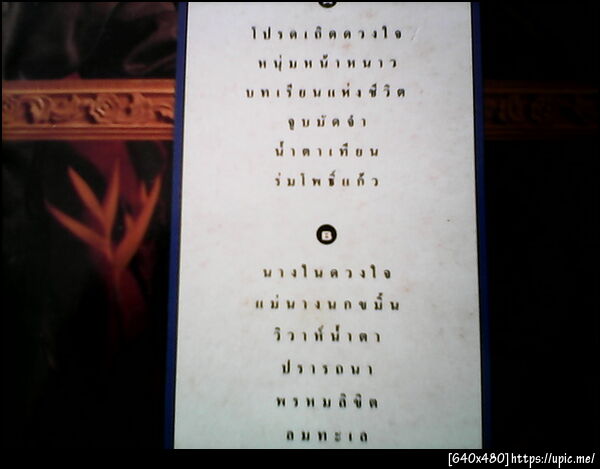 A
โปรดเถิดดวงใจ
หนุ่มหน้าหนาว
บทเรียนแห่งชีวิต
จูบมัดจำ
น้ำตาเทียน
ร่มโพธิ์แก้ว
B
นางในดวงใจ
แม่นางนกขมิ้น
วิวาห์น้ำตา
ปรารถนา
พรหมลิขิต
ลมทะเล
[640x480]https://upic.me/